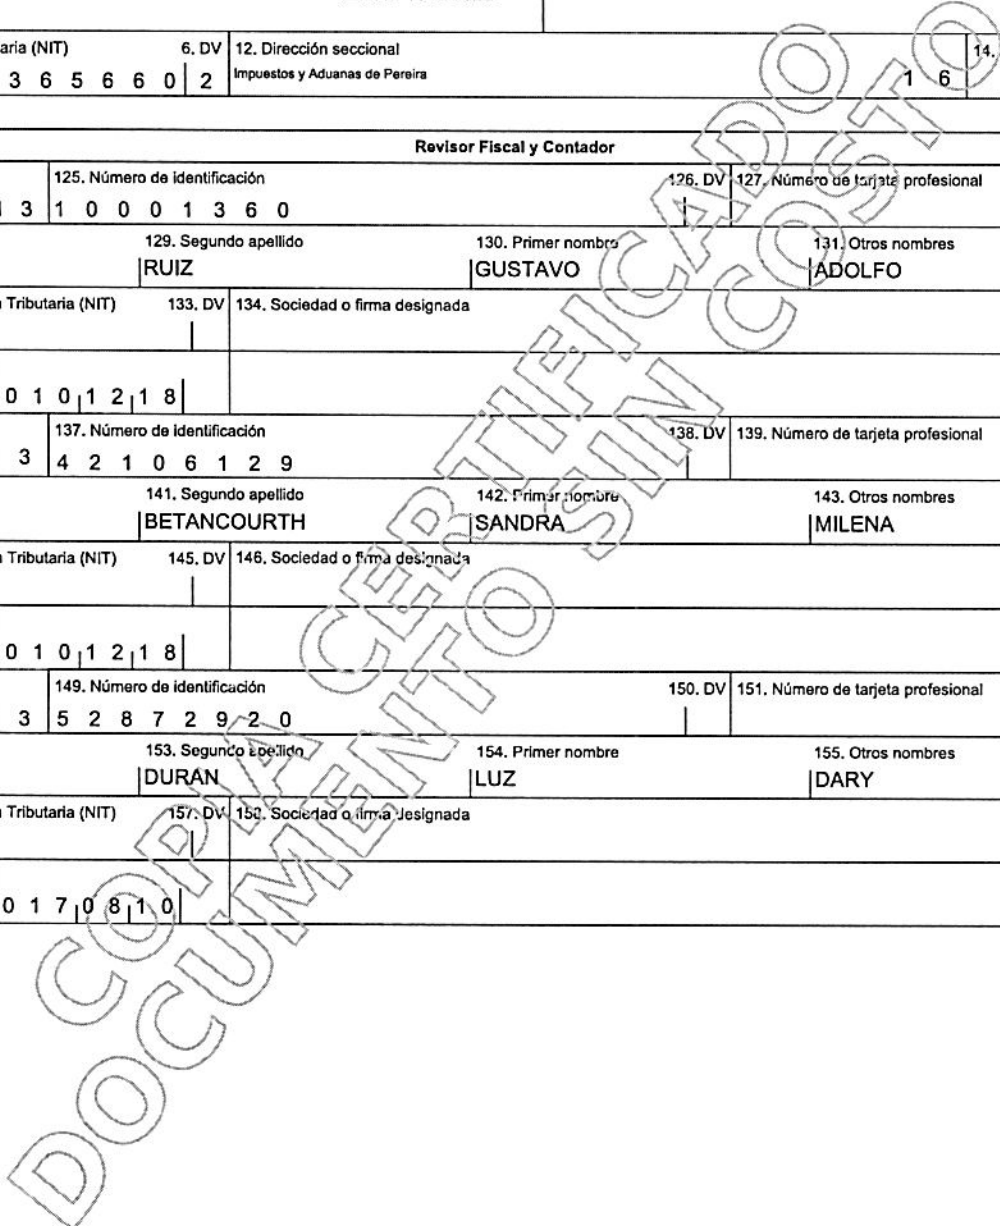 aria (NIT) 6. DV 12. Dirección seccional 14.
3 6 5 6 6 0 2 Impuestos y Aduanas de Pereira 1 6
Revisor Fiscal y Contador
125. Número de identificación 126. DV 127. Número de tarjeta profesional
3 1 0 0 0 1 3 6 0
129. Segundo apellido 130. Primer nombre 131. Otros nombres
RUIZ GUSTAVO ADOLFO
Tributaria (NIT) 133. DV 134. Sociedad o firma designada
0 1 0 1 2 1 8
137. Número de identificación 138. DV 139. Número de tarjeta profesional
3 4 2 1 0 6 1 2 9
141. Segundo apellido 142. Primer nombre 143. Otros nombres
BETANCOURTH SANDRA MILENA
Tributaria (NIT) 145. DV 146. Sociedad o firma designada
0 1 0 1 2 1 8
149. Número de identificación 150. DV 151. Número de tarjeta profesional
3 5 2 8 7 2 9 2 0
153. Segundo apellido 154. Primer nombre 155. Otros nombres
DURAN LUZ DARY
Tributaria (NIT) 157. DV 158. Sociedad o firma designada
0 1 7 0 8 1 0
COPIA CERTIFICADO
DOCUMENTO SIN COSTO